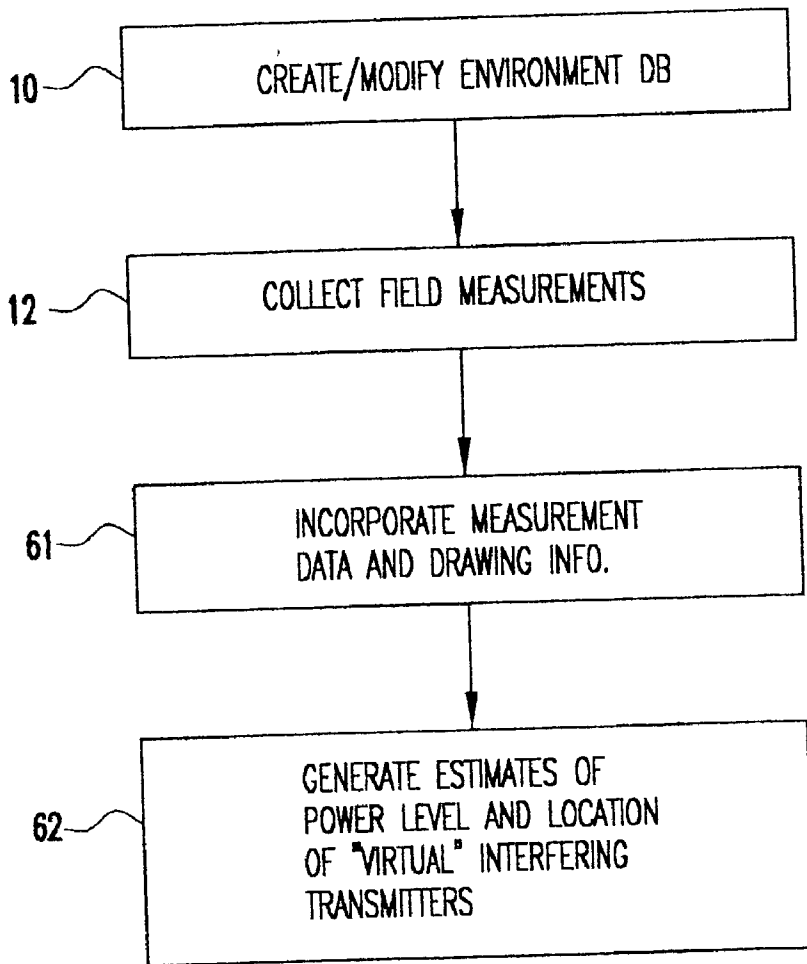 10
CREATE/MODIFY ENVIRONMENT DB
12
COLLECT FIELD MEASUREMENTS
61
INCORPORATE MEASUREMENT
DATA AND DRAWING INFO.
62
GENERATE ESTIMATES OF
POWER LEVEL AND LOCATION
OF "VIRTUAL" INTERFERING
TRANSMITTERS